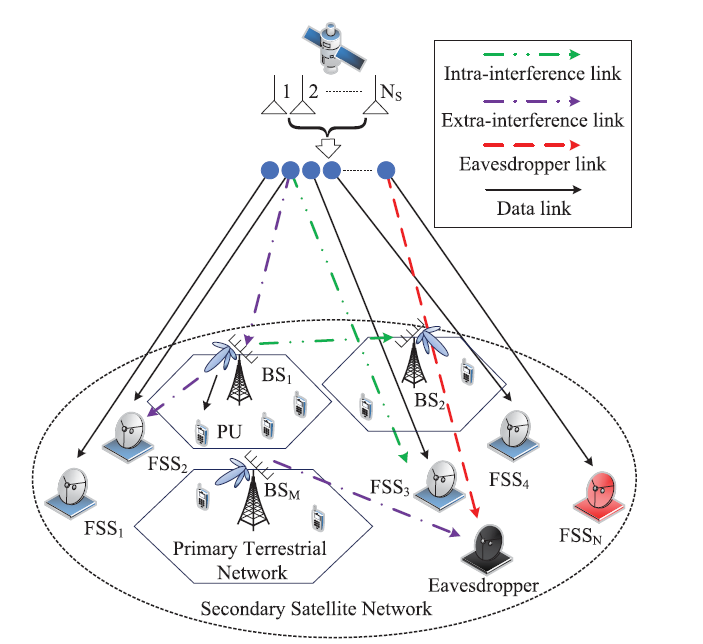 1 2 ........... N_S
Intra-interference link
Extra-interference link
Eavesdropper link
Data link
BS_1
BS_2
PU
FSS_2
BS_M
FSS_3
FSS_4
FSS_1
FSS_N
Primary Terrestrial
Network
Eavesdropper
Secondary Satellite Network